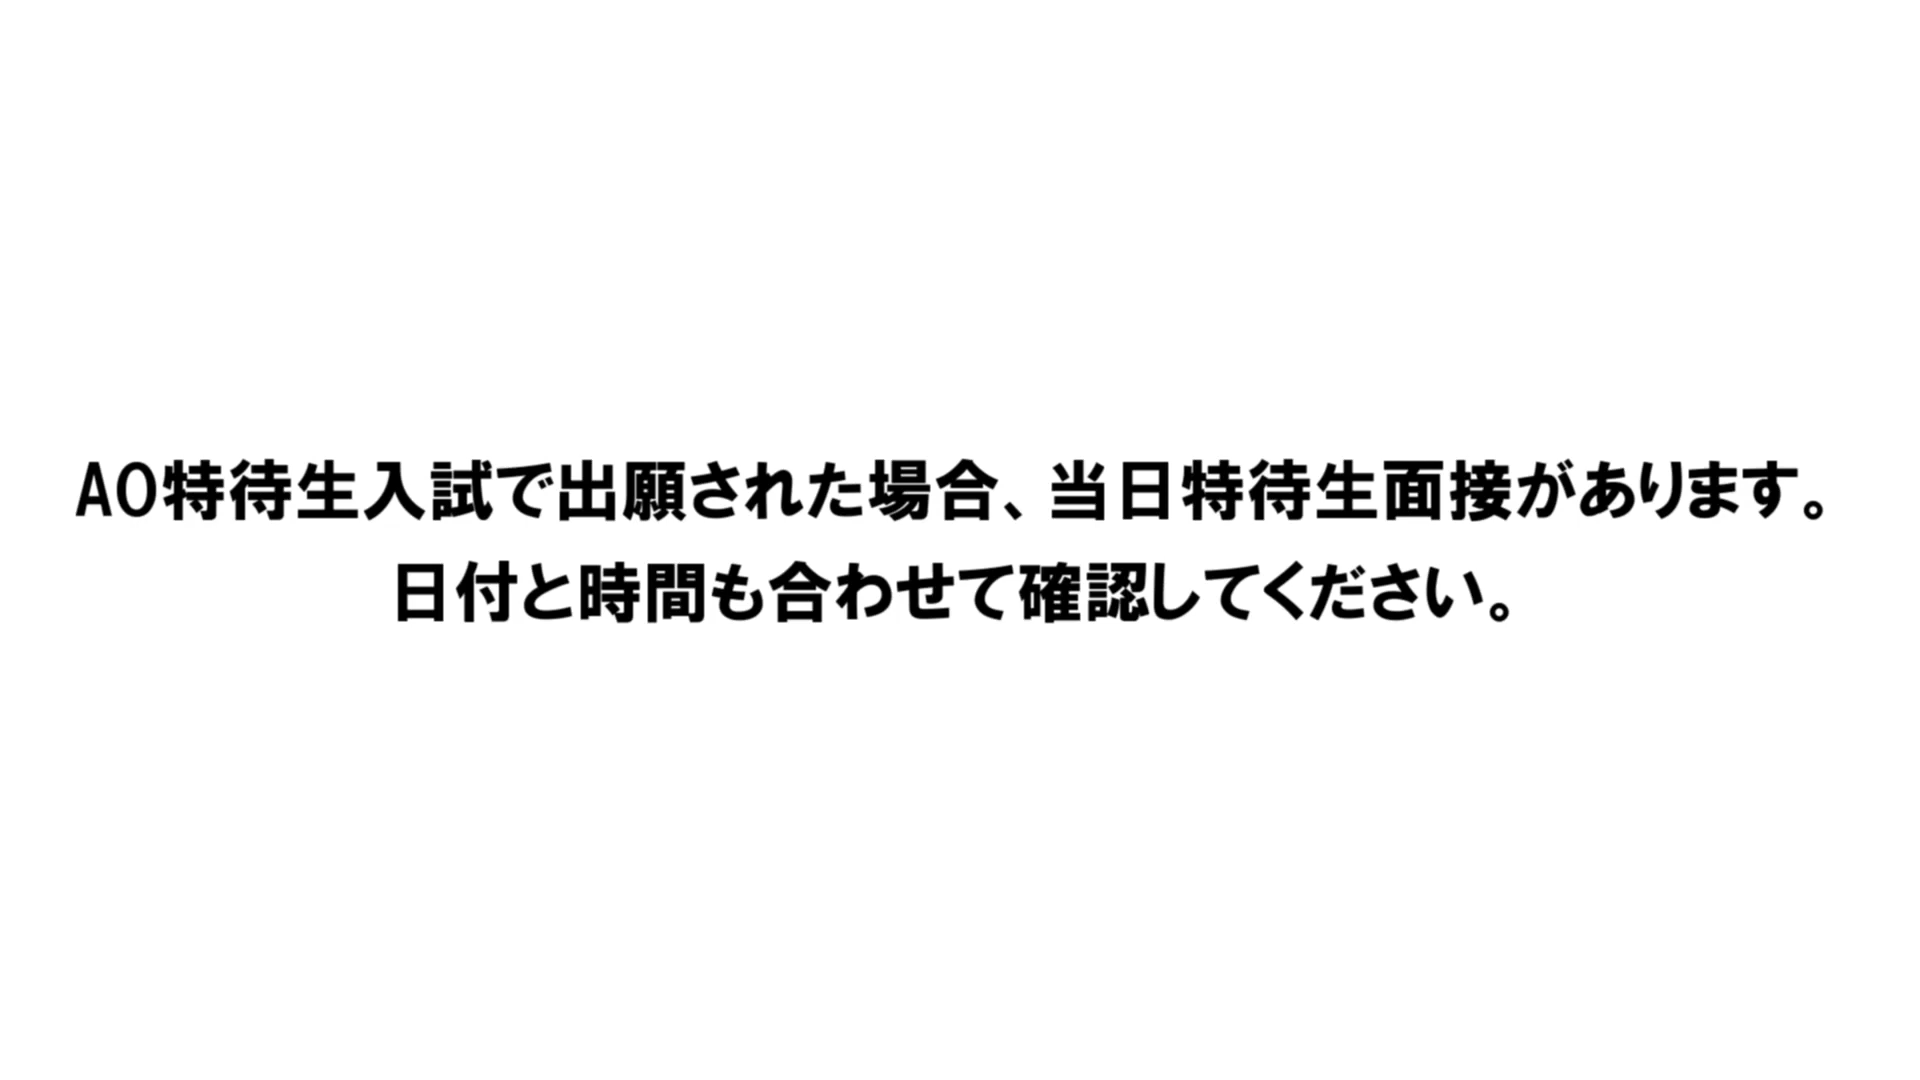 AO特待生入試で出願された場合、当日特待生面接があります。
日付と時間も合わせて確認してください。